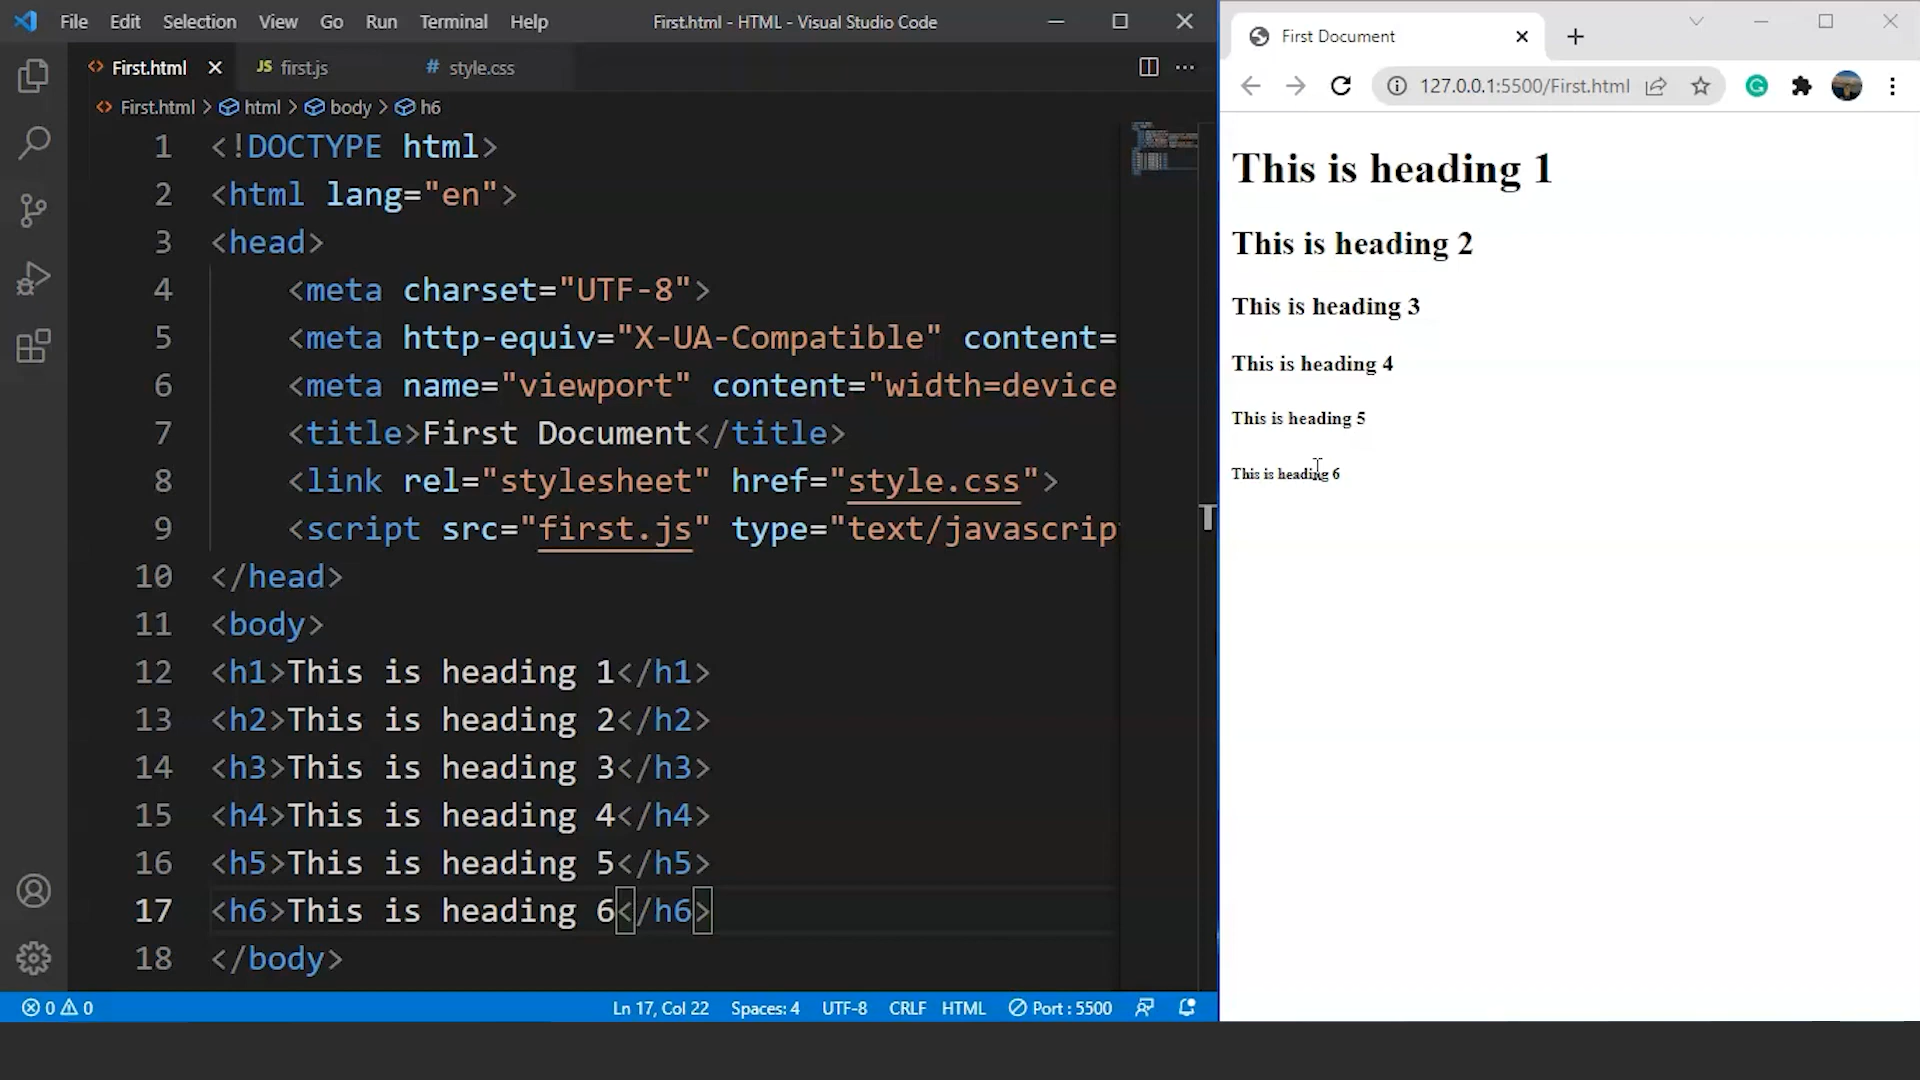 File Edit Selection View Go Run Terminal Help First.html - HTML - Visual Studio Code
First.html JS first.js # style.css
First.html > html > body > h6
1 <!DOCTYPE html>
2 <html lang="en">
3 <head>
4 <meta charset="UTF-8">
5 <meta http-equiv="X-UA-Compatible" content=
6 <meta name="viewport" content="width=device
7 <title>First Document</title>
8 <link rel="stylesheet" href="style.css">
9 <script src="first.js" type="text/javascrip
10 </head>
11 <body>
12 <h1>This is heading 1</h1>
13 <h2>This is heading 2</h2>
14 <h3>This is heading 3</h3>
15 <h4>This is heading 4</h4>
16 <h5>This is heading 5</h5>
17 <h6>This is heading 6</h6>
18 </body>
0 0 Ln 17, Col 22 Spaces: 4 UTF-8 CRLF HTML Port : 5500
First Document
127.0.0.1:5500/First.html
This is heading 1
This is heading 2
This is heading 3
This is heading 4
This is heading 5
This is heading 6